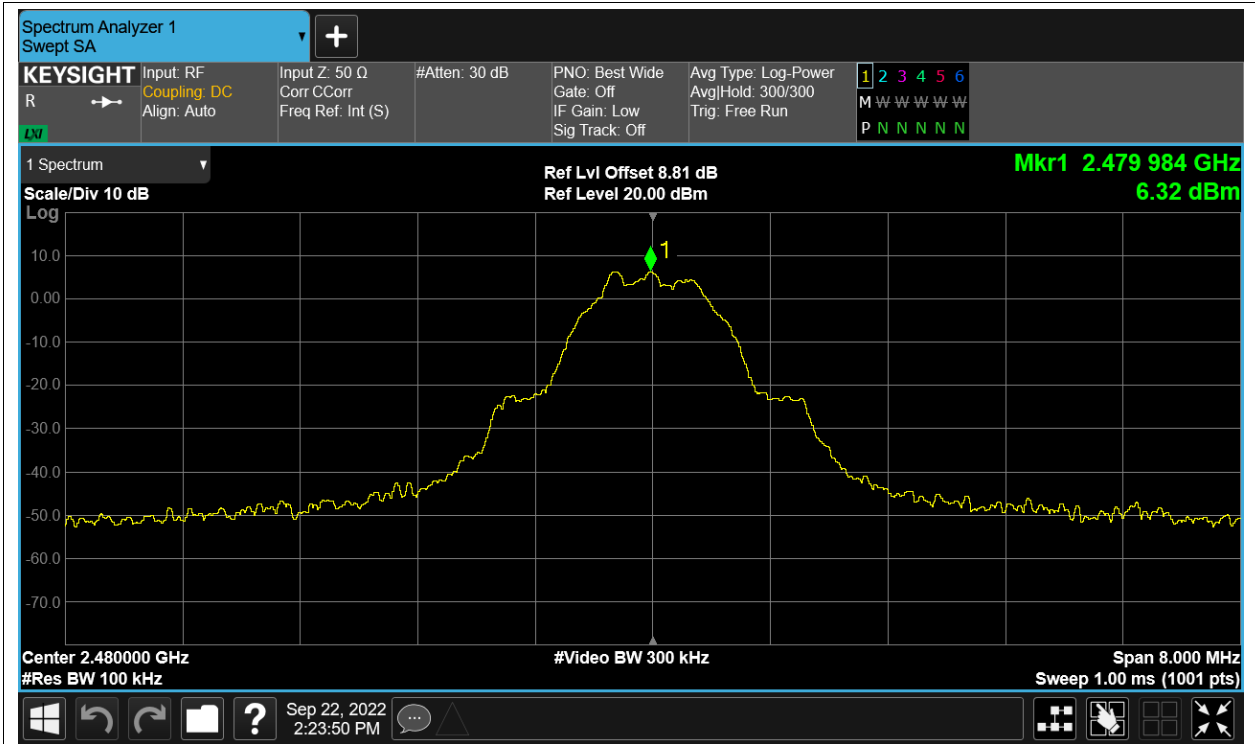 Spectrum Analyzer 1
Swept SA
KEYSIGHT
R
LXI
Input: RF
Coupling: DC
Align: Auto
Input Z: 50 Ω
Corr CCorr
Freq Ref: Int (S)
#Atten: 30 dB
PNO: Best Wide
Gate: Off
IF Gain: Low
Sig Track: Off
Avg Type: Log-Power
Avg|Hold: 300/300
Trig: Free Run
1 2 3 4 5 6
M W W W W W
P N N N N N
1 Spectrum
Scale/Div 10 dB
Log
Ref Lvl Offset 8.81 dB
Ref Level 20.00 dBm
Mkr1 2.479 984 GHz
6.32 dBm
1
10.0
0.00
-10.0
-20.0
-30.0
-40.0
-50.0
-60.0
-70.0
Center 2.480000 GHz
#Res BW 100 kHz
#Video BW 300 kHz
Span 8.000 MHz
Sweep 1.00 ms (1001 pts)
?
Sep 22, 2022
2:23:50 PM